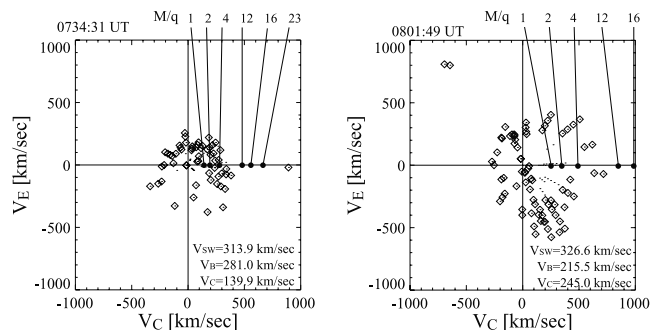 0734:31 UT
M/q
1 2 4 12 16 23
1000
500
0
-500
-1000
V_E [km/sec]
V_SW=313.9 km/sec
V_B=281.0 km/sec
V_C=139,9 km/sec
-1000 -500 0 500 1000
V_C [km/sec]
0801:49UT
M/q
1 2 4 12 16
1000
500
0
-500
-1000
V_E [km/sec]
V_SW=326.6 km/sec
V_B=215.5 km/sec
V_C=245.0 km/sec
-1000 -500 0 500 1000
V_C [km/sec]